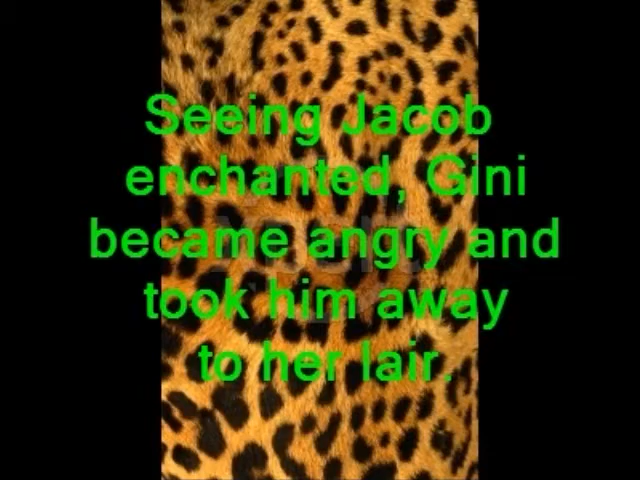 Seeing Jacob
enchanted, Gini
became angry and
took him away
to her lair.